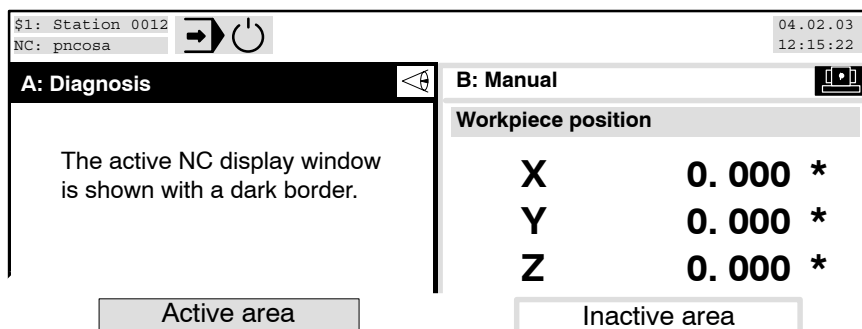 $1: Station 0012
NC: pncosa
04.02.03
12:15:22
A: Diagnosis
The active NC display window
is shown with a dark border.
Active area
B: Manual
Workpiece position
X 0. 000 *
Y 0. 000 *
Z 0. 000 *
Inactive area